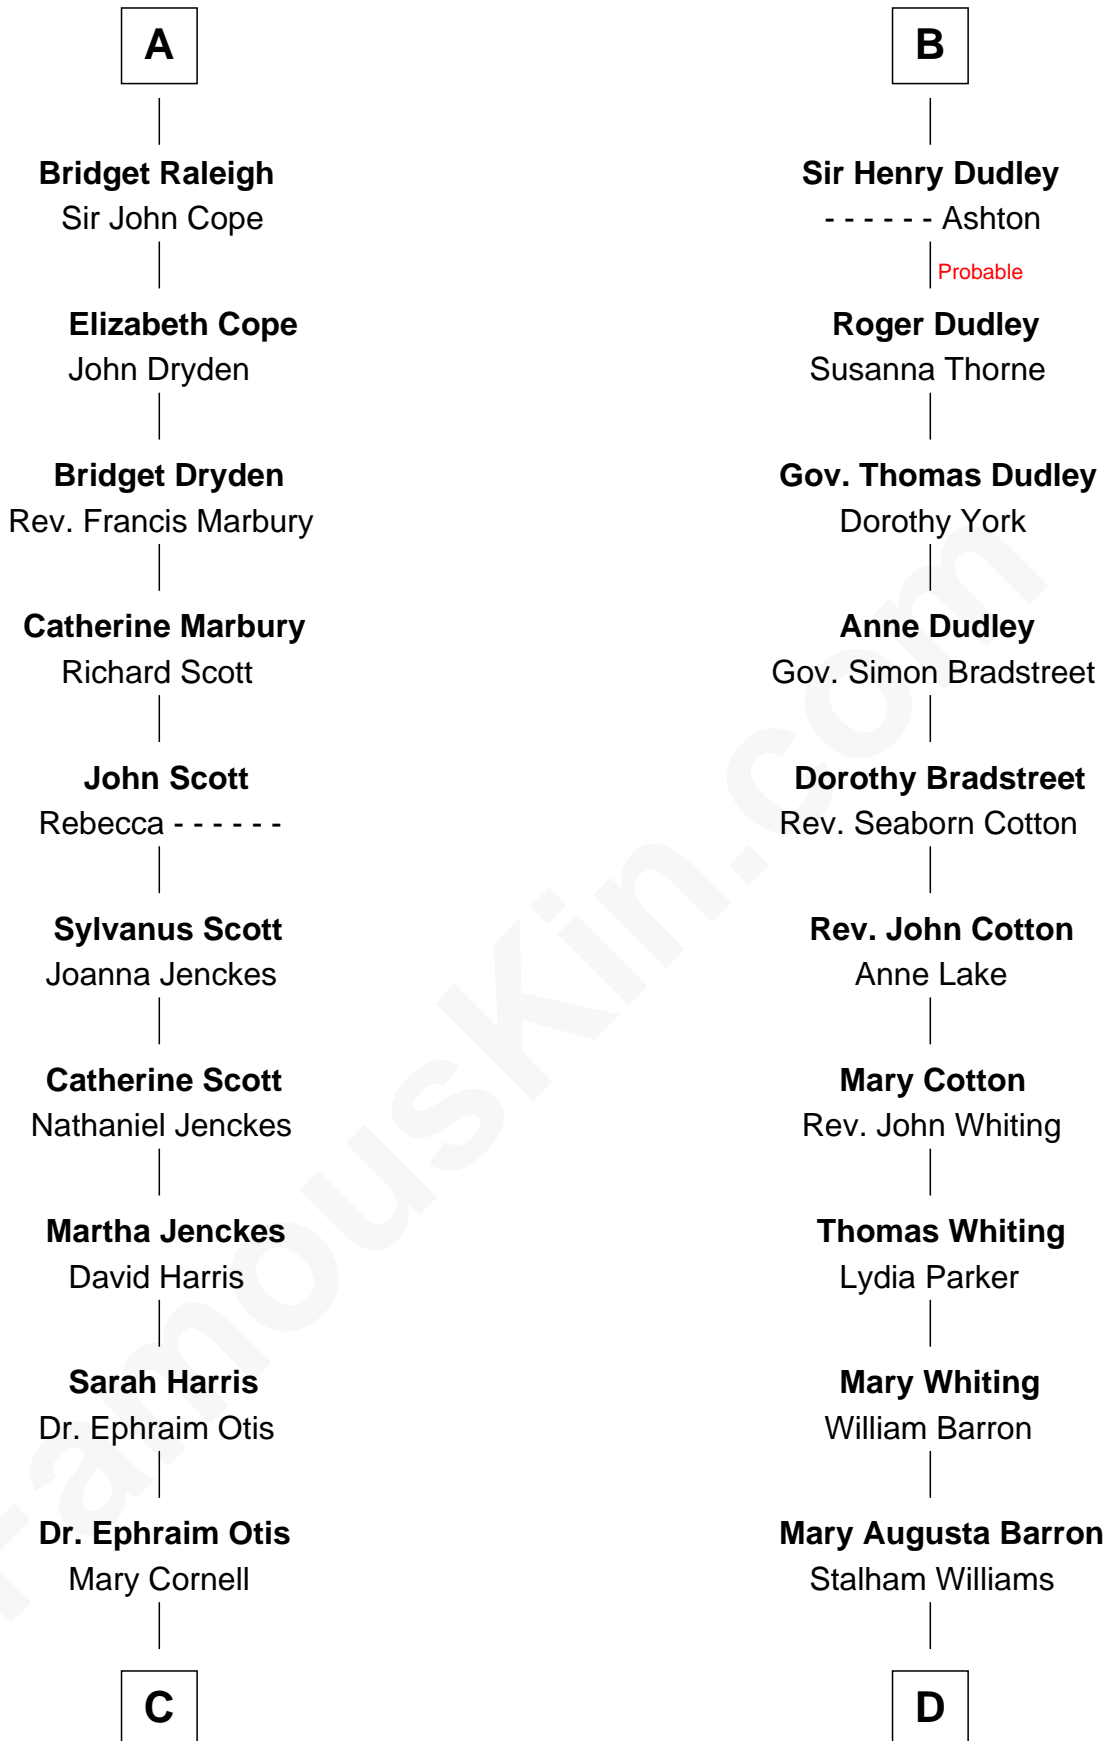 A
Bridget Raleigh
Sir John Cope
Elizabeth Cope
John Dryden
Bridget Dryden
Rev. Francis Marbury
Catherine Marbury
Richard Scott
John Scott
Rebecca - - - - - -
Sylvanus Scott
Joanna Jenckes
Catherine Scott
Nathaniel Jenckes
Martha Jenckes
David Harris
Sarah Harris
Dr. Ephraim Otis
Dr. Ephraim Otis
Mary Cornell
C
B
Sir Henry Dudley
- - - - - - Ashton
Probable
Roger Dudley
Susanna Thorne
Gov. Thomas Dudley
Dorothy York
Anne Dudley
Gov. Simon Bradstreet
Dorothy Bradstreet
Rev. Seaborn Cotton
Rev. John Cotton
Anne Lake
Mary Cotton
Rev. John Whiting
Thomas Whiting
Lydia Parker
Mary Whiting
William Barron
Mary Augusta Barron
Stalham Williams
D
FamousKin.com